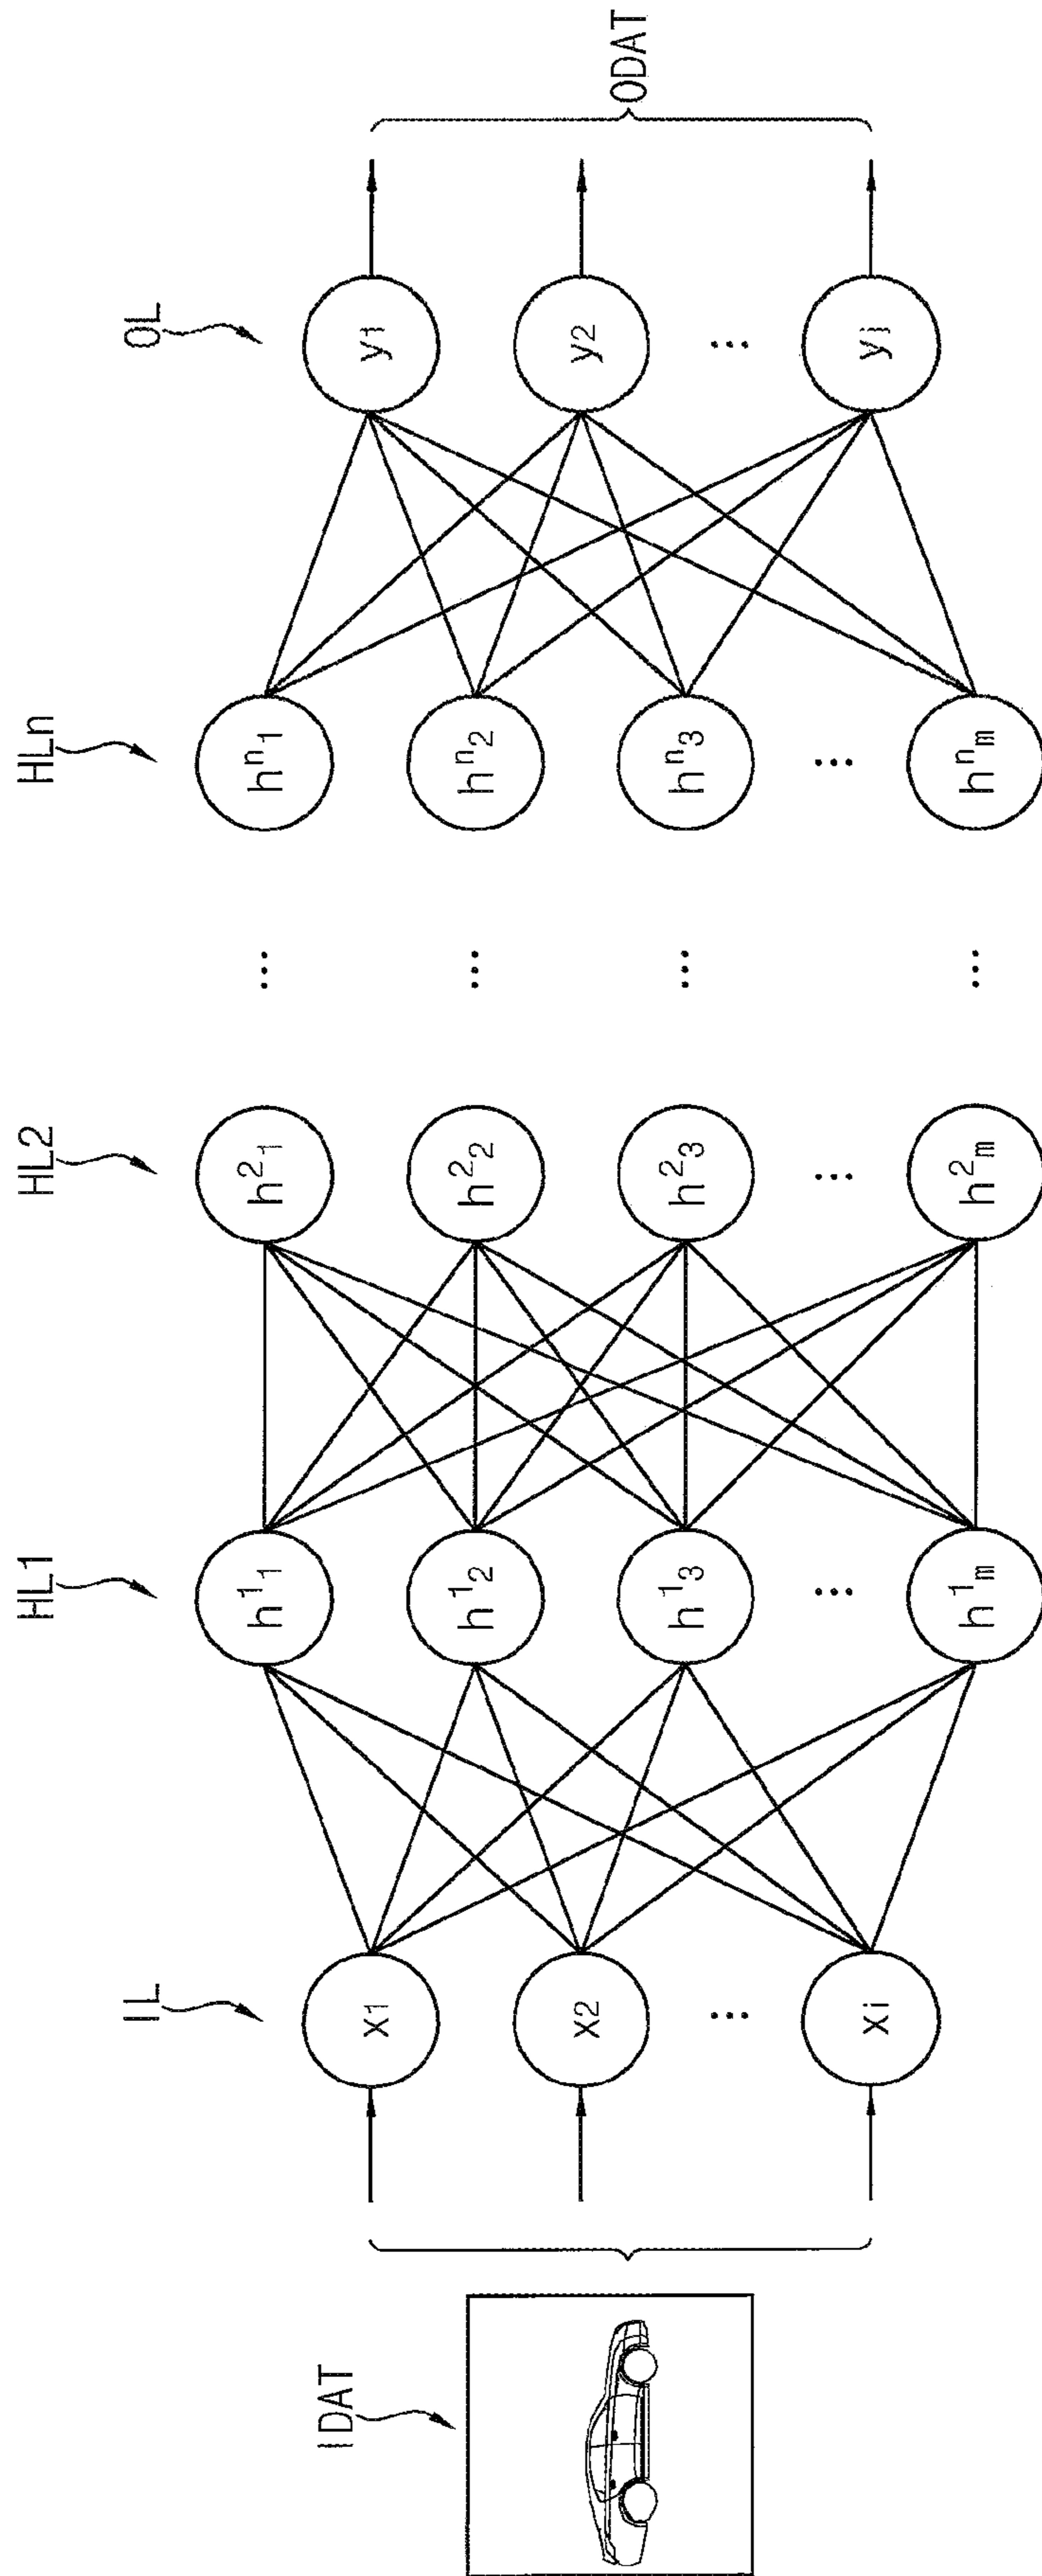 IDAT
IL
x1
x2
⋮
xi
HL1
h¹1
h¹2
h¹3
⋮
h¹m
HL2
h²1
h²2
h²3
⋮
h²m
...
...
...
...
HLn
hⁿ1
hⁿ2
hⁿ3
⋮
hⁿm
OL
y1
y2
⋮
yj
ODAT